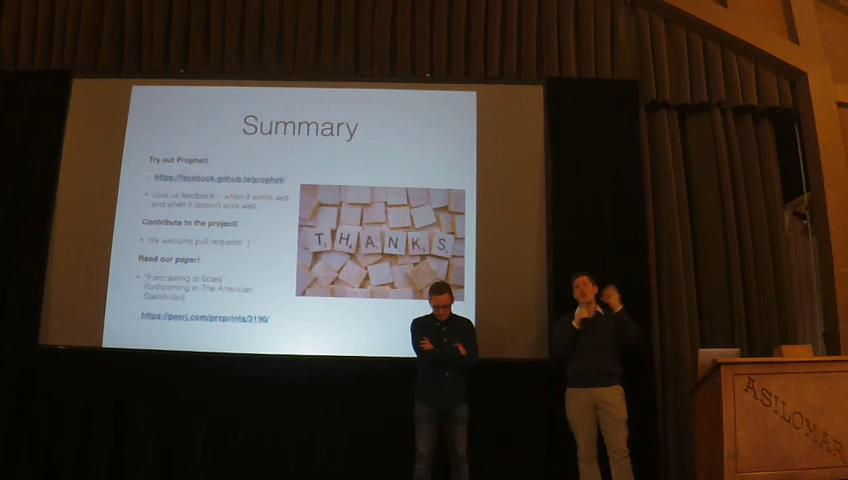 Summary
Try out Prophet!
https://facebook.github.io/prophet/
• Give us feedback – when it works well
and when it doesn't work well.
Contribute to the project!
• We welcome pull requests :)
Read our paper!
• "Forecasting at Scale"
(forthcoming in The American
Statistician)
https://peerj.com/preprints/3190/
THANKS
ASILOMAR